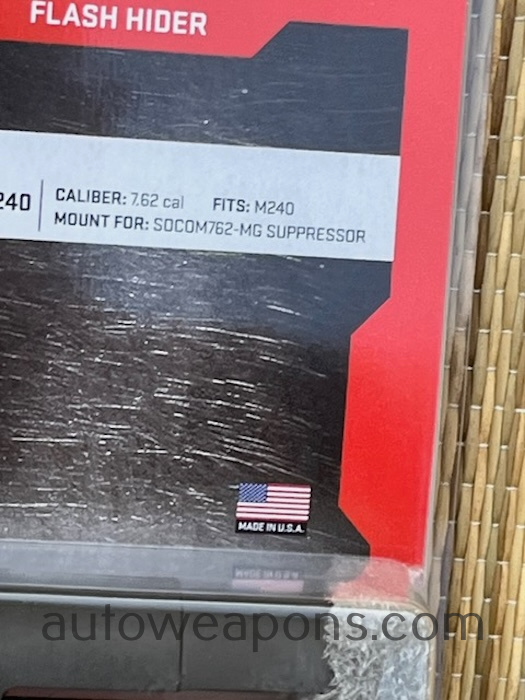 FLASH HIDER
240 CALIBER: 7.62 cal FITS: M240
MOUNT FOR: SOCOM762-MG SUPPRESSOR
MADE IN U.S.A.
autoweapons.com